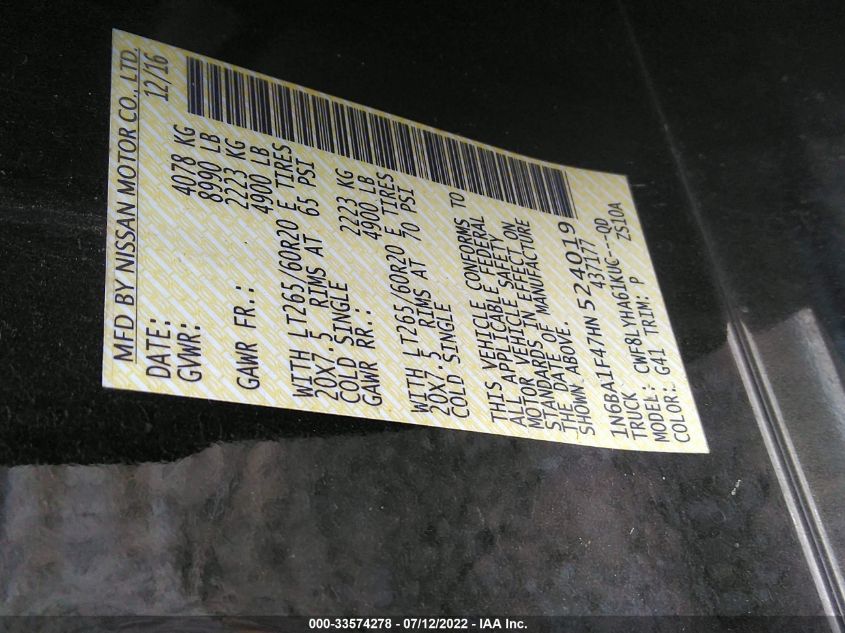 MFD BY NISSAN MOTOR CO., LTD.
DATE: 12/16
GVWR: 4078 KG
8990 LB
GAWR FR.: 2223 KG
4900 LB
WITH LT265/60R20 E TIRES
20X7.5 RIMS AT 65 PSI
COLD SINGLE
GAWR RR.: 2223 KG
4900 LB
WITH LT265/60R20 E TIRES
20X7.5 RIMS AT 70 PSI
COLD SINGLE
THIS VEHICLE CONFORMS TO
ALL APPLICABLE FEDERAL
MOTOR VEHICLE SAFETY
STANDARDS IN EFFECT ON
THE DATE OF MANUFACTURE
SHOWN ABOVE.
1N6BA1F47HN524019
TRUCK 437177
MODEL: CWF8LYHA61KUC---QD
COLOR: G41 TRIM: P ZS10A
000-33574278 - 07/12/2022 - IAA Inc.